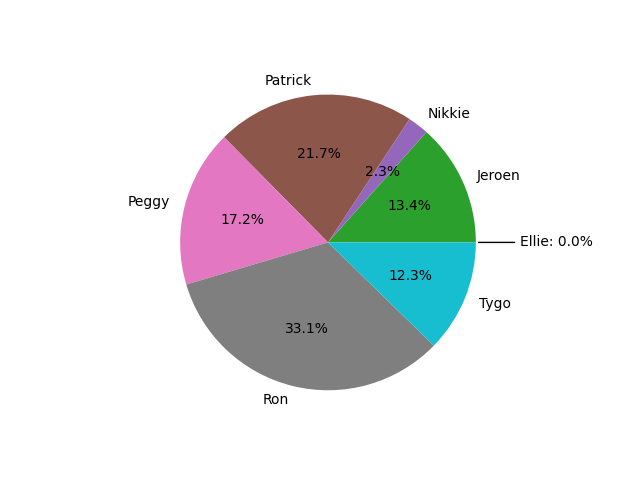 Patrick
Nikkie
21.7%
2.3%
Jeroen
Peggy
13.4%
17.2%
Ellie: 0.0%
12.3%
Tygo
33.1%
Ron